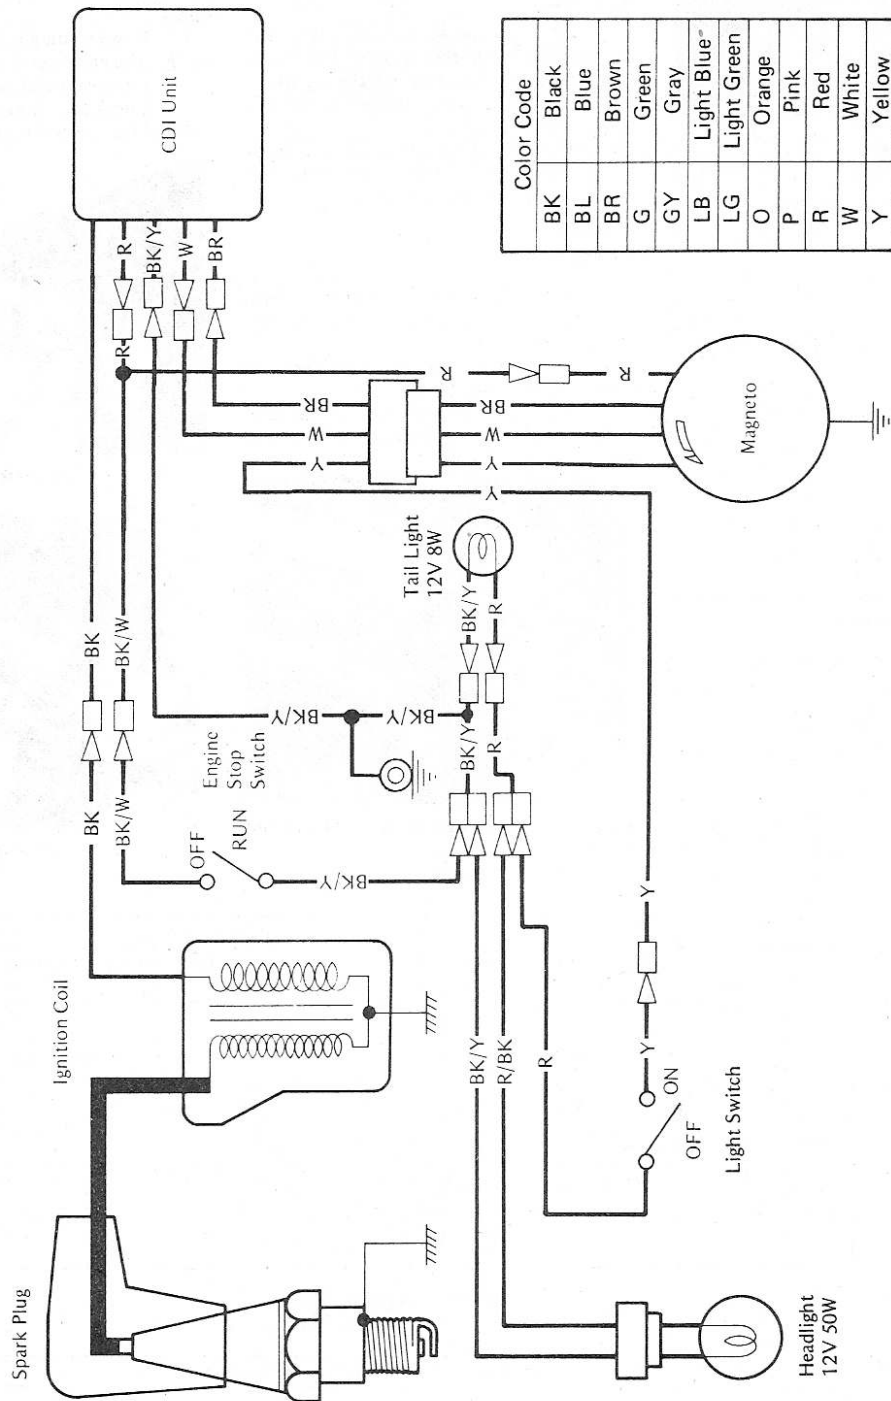 Spark Plug
Ignition Coil
BK
BK
CDI Unit
BK/W
BK/W
R
R
BK/Y
W
BR
OFF
RUN
Engine
Stop
Switch
BK/Y
BK/Y
BK/Y
BR
W
Y
R
R
BR
W
Y
Y
Tail Light
12V 8W
BK/Y
BK/Y
BK/Y
R
R
R/BK
R
Magneto
Y
Y
ON
OFF
Light Switch
Headlight
12V 50W
Color Code
BK Black
BL Blue
BR Brown
G Green
GY Gray
LB Light Blue
LG Light Green
O Orange
P Pink
R Red
W White
Y Yellow